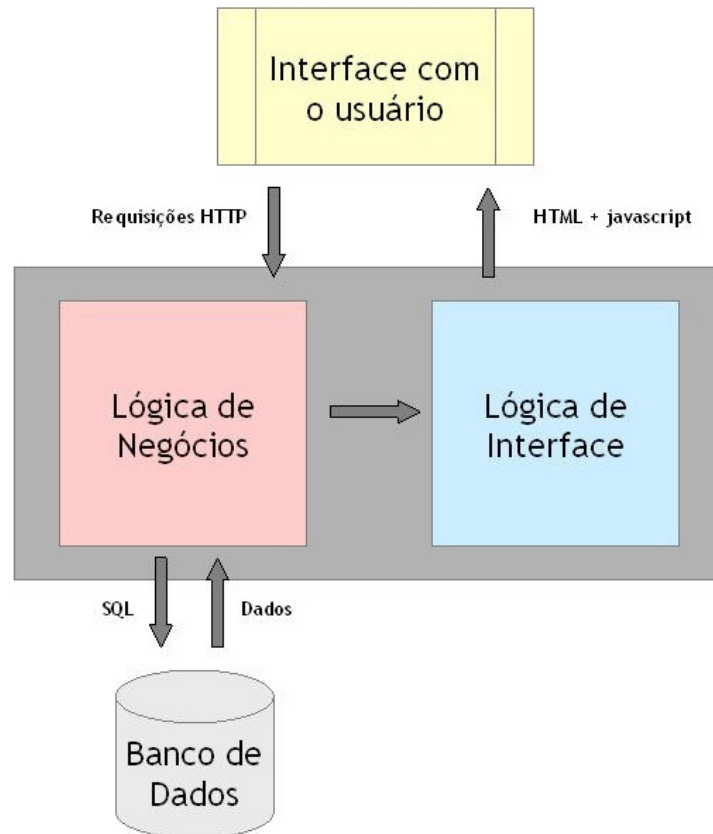 Interface com
o usuário
Requisições HTTP
HTML + javascript
Lógica de
Negócios
Lógica de
Interface
SQL
Dados
Banco de
Dados